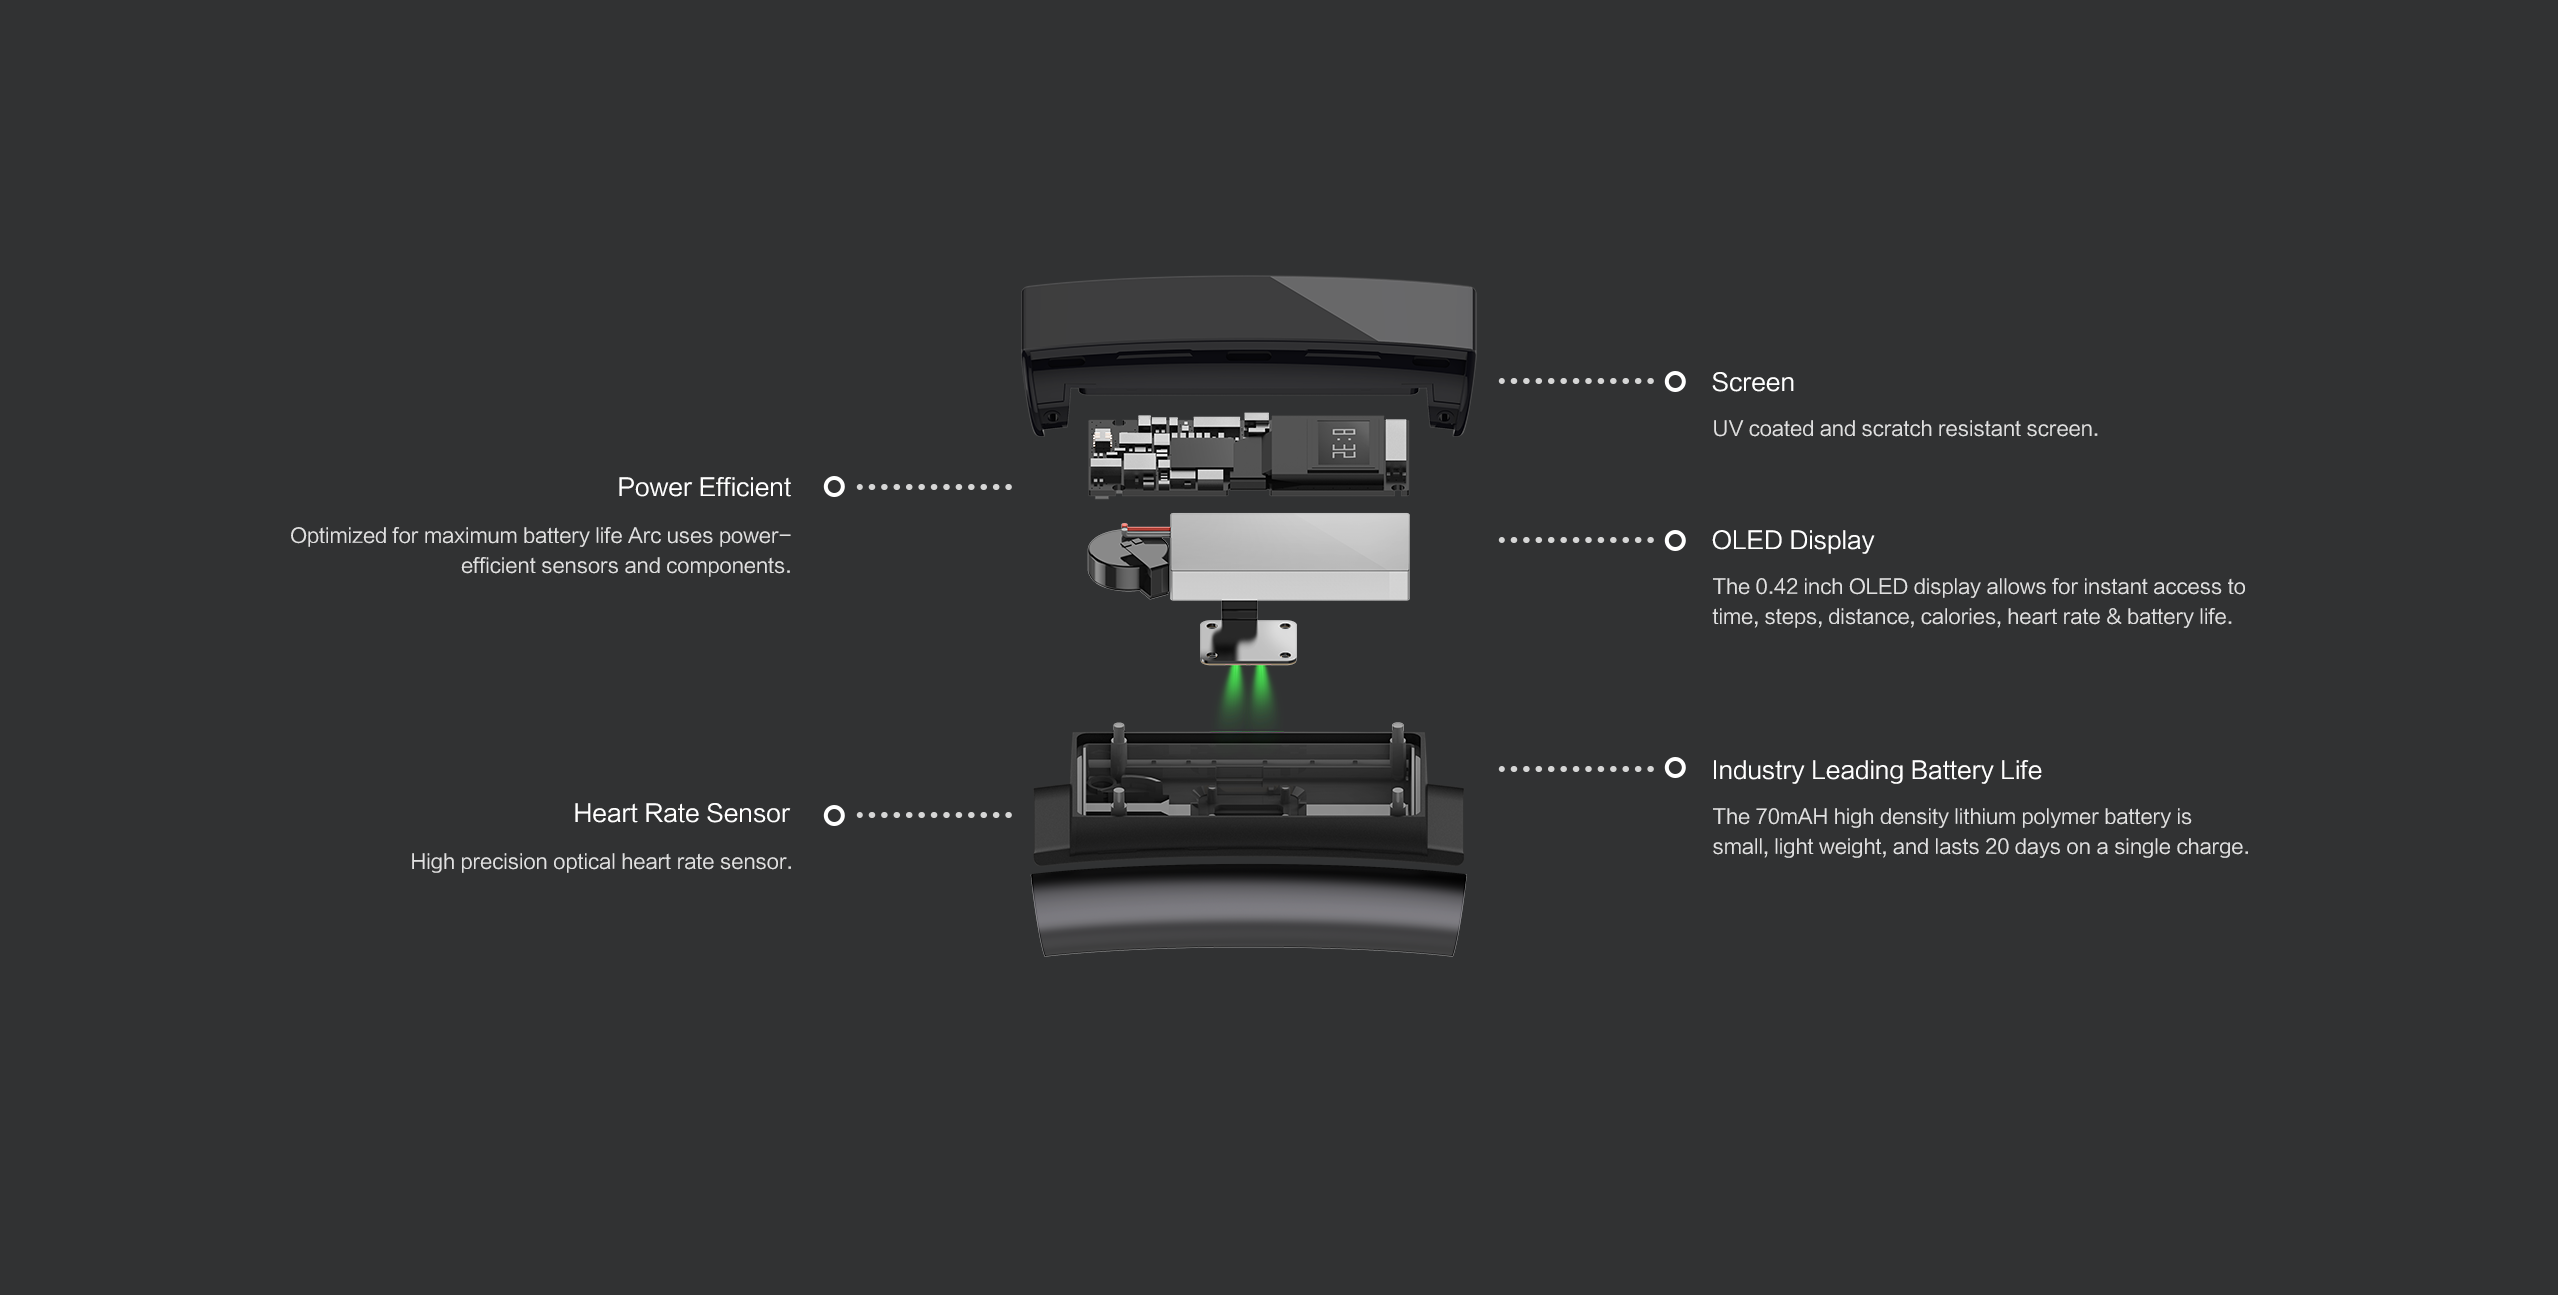 Screen
UV coated and scratch resistant screen.
Power Efficient
Optimized for maximum battery life Arc uses power-
efficient sensors and components.
OLED Display
The 0.42 inch OLED display allows for instant access to
time, steps, distance, calories, heart rate & battery life.
Industry Leading Battery Life
The 70mAH high density lithium polymer battery is
small, light weight, and lasts 20 days on a single charge.
Heart Rate Sensor
High precision optical heart rate sensor.